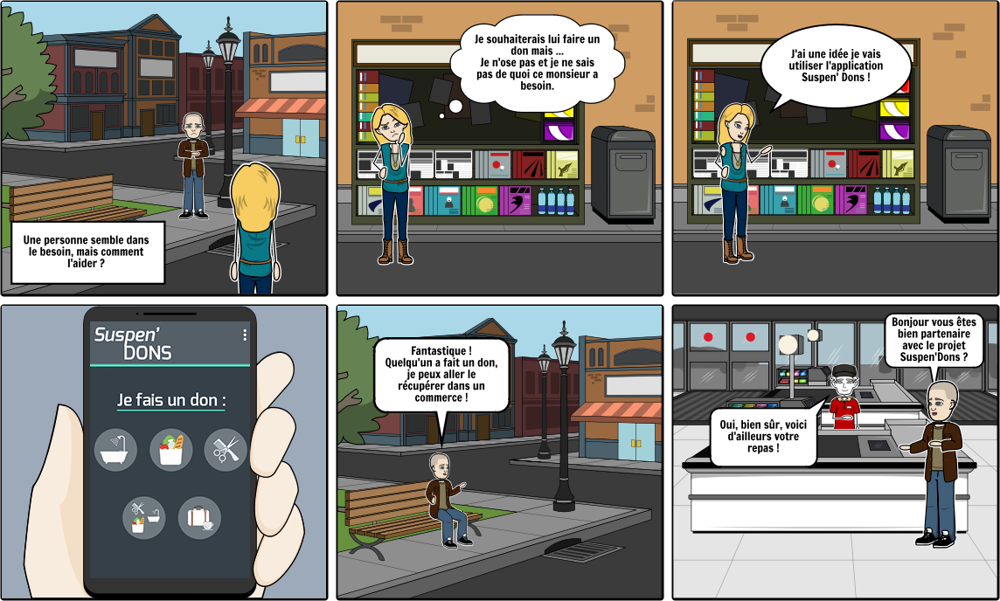 Une personne semble dans
le besoin, mais comment
l'aider ?
Je souhaiterais lui faire un
don mais ...
Je n'ose pas et je ne sais
pas de quoi ce monsieur a
besoin.
J'ai une idée je vais
utiliser l'application
Suspen' Dons !
Suspen'
DONS
Je fais un don :
Fantastique !
Quelqu'un a fait un don,
je peux aller le
récupérer dans un
commerce !
Bonjour vous êtes
bien partenaire
avec le projet
Suspen'Dons ?
Oui, bien sûr, voici
d'ailleurs votre
repas !